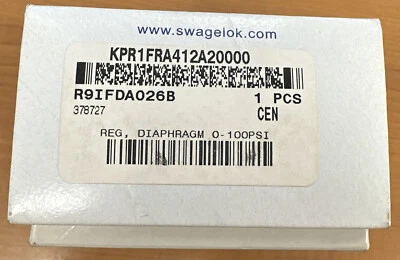 www.swagelok.com
KPR1FRA412A20000
R9IFDA026B 1 PCS
378727 CEN
REG, DIAPHRAGM 0-100PSI